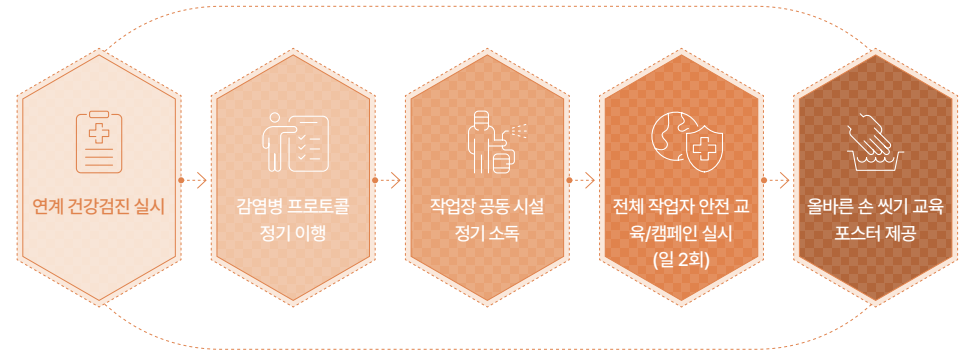 연계 건강검진 실시
감염병 프로토콜
정기 이행
작업장 공동 시설
정기 소독
전체 작업자 안전 교
육/캠페인 실시
(일 2회)
올바른 손 씻기 교육
포스터 제공